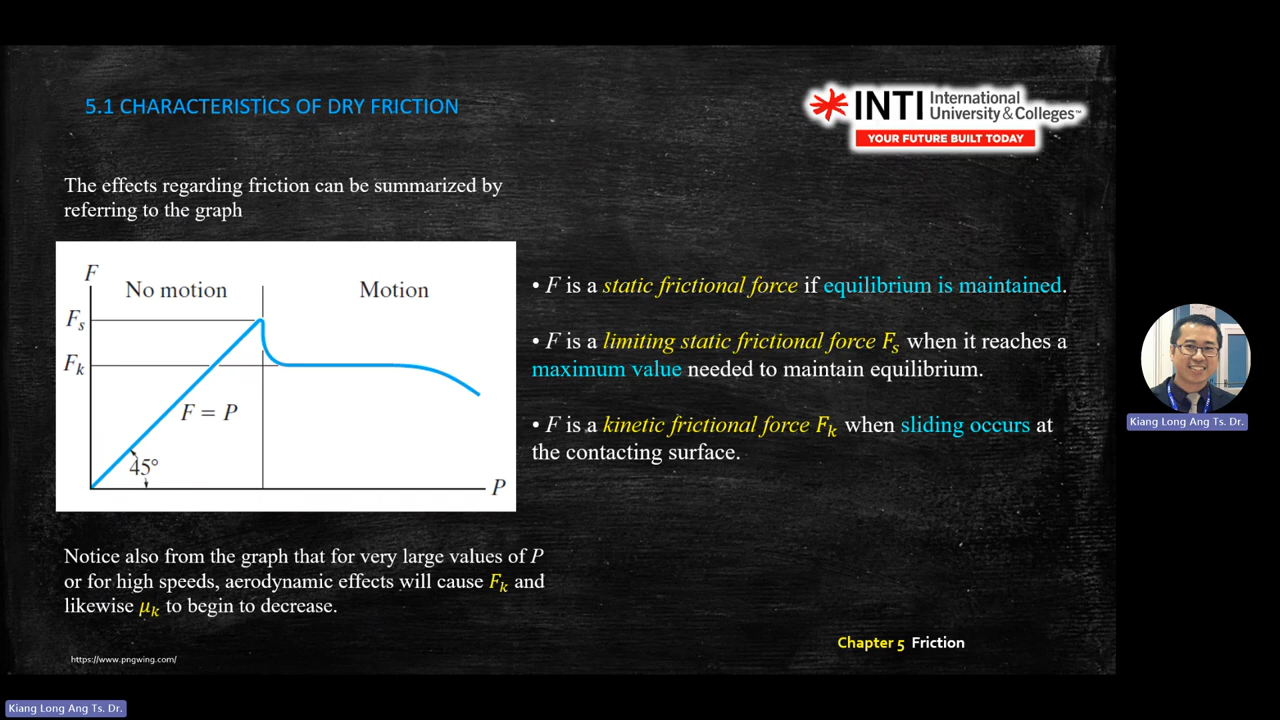 5.1 CHARACTERISTICS OF DRY FRICTION
INTI International
University & Colleges™
YOUR FUTURE BUILT TODAY
The effects regarding friction can be summarized by
referring to the graph
F
No motion
Motion
Fs
Fk
F = P
45°
P
• F is a static frictional force if equilibrium is maintained.
• F is a limiting static frictional force Fs when it reaches a
maximum value needed to maintain equilibrium.
• F is a kinetic frictional force Fk when sliding occurs at
the contacting surface.
Kiang Long Ang Ts. Dr.
Notice also from the graph that for very large values of P
or for high speeds, aerodynamic effects will cause Fk and
likewise μk to begin to decrease.
Chapter 5 Friction
https://www.pngwing.com/
Kiang Long Ang Ts. Dr.